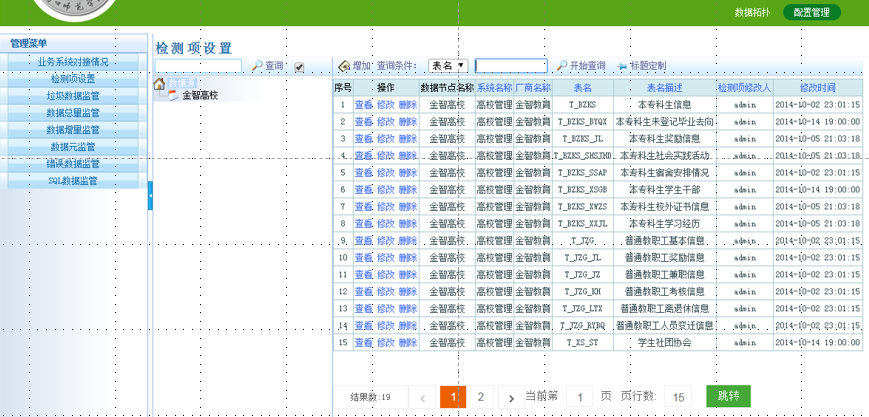 数据拓扑 配置管理
管理菜单
业务系统对接情况
检测项设置
垃圾数据监管
数据总量监管
数据增量监管
数据元监管
错误数据监管
SQL数据监管
检测项设置
查询
数据源
金智高校
增加 查询条件: 表名 开始查询 标题定制
序号 操作 数据节点名称 系统名称 厂商名称 表名 表名描述 检测项修改人 修改时间
1 查看 修改 删除 金智高校 高校管理 金智教育 T_BZKS 本专科生信息 admin 2014-10-02 23:01:15
2 查看 修改 删除 金智高校 高校管理 金智教育 T_BZKS_BYQX 本专科生未登记毕业去向 admin 2014-10-14 19:00:00
3 查看 修改 删除 金智高校 高校管理 金智教育 T_BZKS_JL 本专科生奖励信息 admin 2014-10-05 21:03:18
4 查看 修改 删除 金智高校 高校管理 金智教育 T_BZKS_SHSJHD 本专科生社会实践活动 admin 2014-10-05 21:03:18
5 查看 修改 删除 金智高校 高校管理 金智教育 T_BZKS_SSAP 本专科生宿舍安排情况 admin 2014-10-02 23:01:15
6 查看 修改 删除 金智高校 高校管理 金智教育 T_BZKS_XSGB 本专科生学生干部 admin 2014-10-14 19:00:00
7 查看 修改 删除 金智高校 高校管理 金智教育 T_BZKS_XWZS 本专科生校外证书信息 admin 2014-10-05 21:03:18
8 查看 修改 删除 金智高校 高校管理 金智教育 T_BZKS_XXJL 本专科生学习经历 admin 2014-10-05 21:03:18
9 查看 修改 删除 金智高校 高校管理 金智教育 T_JZG 普通教职工基本信息 admin 2014-10-02 23:01:15
10 查看 修改 删除 金智高校 高校管理 金智教育 T_JZG_JL 普通教职工奖励信息 admin 2014-10-02 23:01:15
11 查看 修改 删除 金智高校 高校管理 金智教育 T_JZG_JZ 普通教职工兼职信息 admin 2014-10-02 23:01:15
12 查看 修改 删除 金智高校 高校管理 金智教育 T_JZG_KH 普通教职工考核信息 admin 2014-10-02 23:01:15
13 查看 修改 删除 金智高校 高校管理 金智教育 T_JZG_LTX 普通教职工离退休信息 admin 2014-10-02 23:01:15
14 查看 修改 删除 金智高校 高校管理 金智教育 T_JZG_RYBQ 普通教职工人员变迁信息 admin 2014-10-02 23:01:15
15 查看 修改 删除 金智高校 高校管理 金智教育 T_XS_ST 学生社团协会 admin 2014-10-14 19:00:00
结果数:19 < 1 2 > 当前第 1 页 页行数: 15 跳转